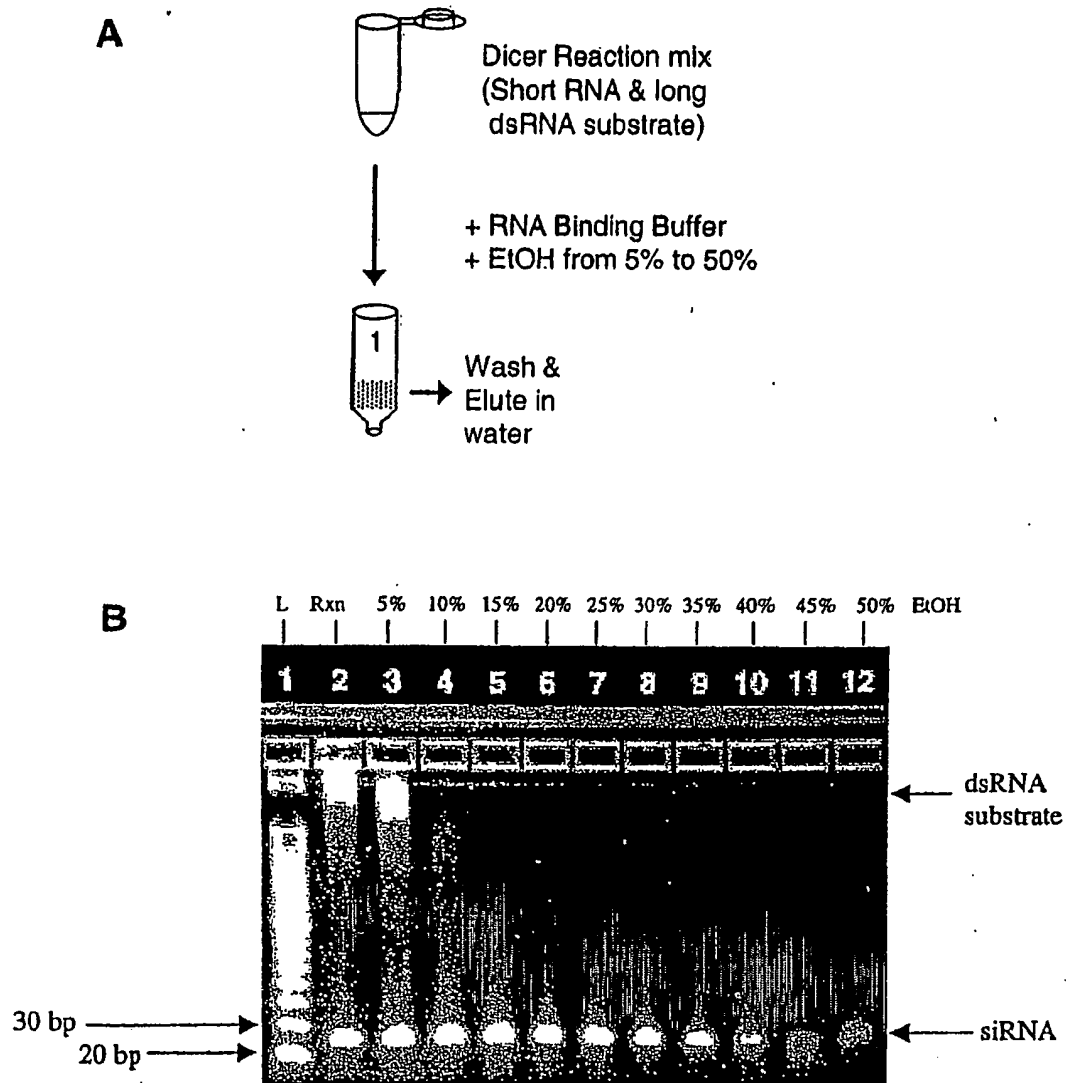 A
Dicer Reaction mix
(Short RNA & long
dsRNA substrate)
+ RNA Binding Buffer
+ EtOH from 5% to 50%
1
Wash &
Elute in
water
B
L Rxn 5% 10% 15% 20% 25% 30% 35% 40% 45% 50% EtOH
1 2 3 4 5 6 7 8 9 10 11 12
dsRNA
substrate
30 bp
siRNA
20 bp